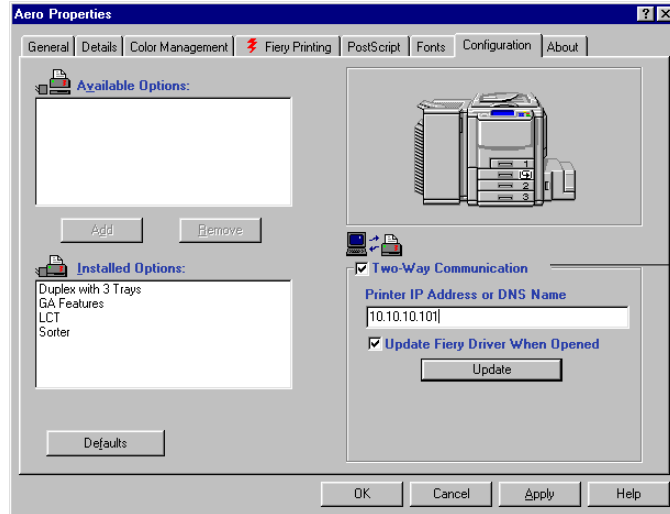 Aero Properties
General Details Color Management Fiery Printing PostScript Fonts Configuration About
Available Options:
Add Remove
Installed Options:
Duplex with 3 Trays
GA Features
LCT
Sorter
Defaults
1
2
3
Two-Way Communication
Printer IP Address or DNS Name
10.10.10.101
Update Fiery Driver When Opened
Update
OK Cancel Apply Help